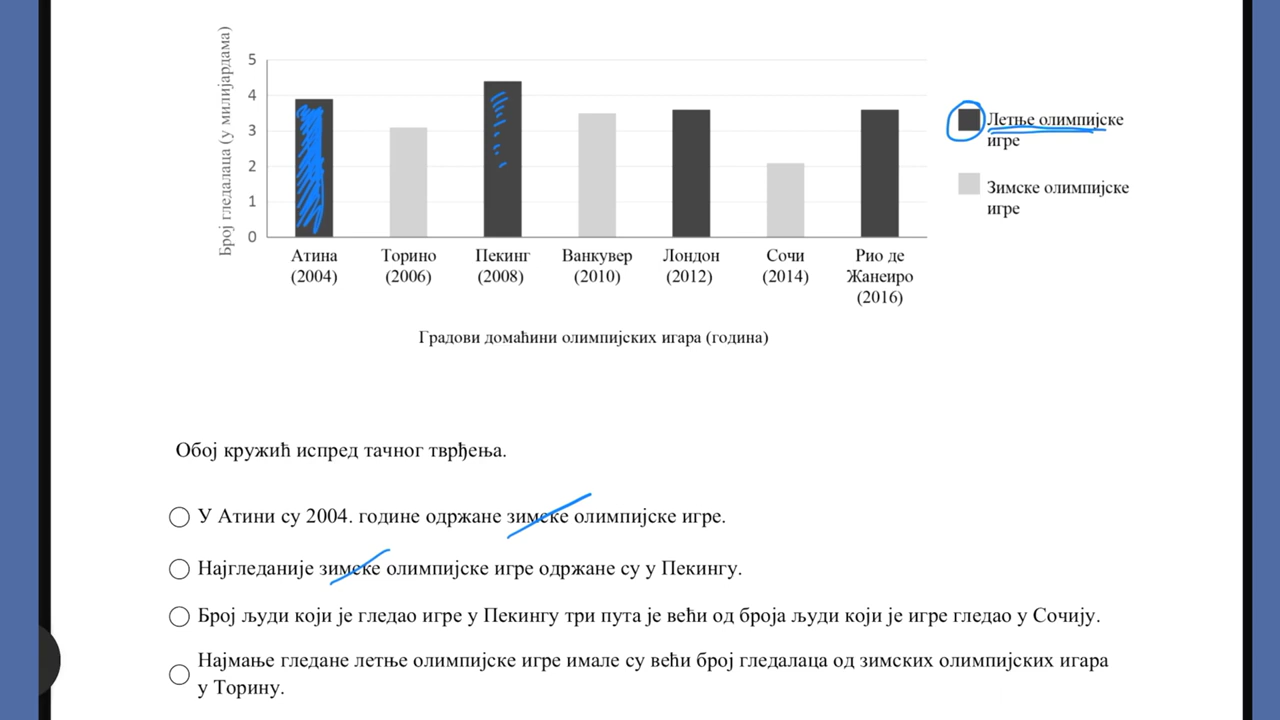 Број гледалаца (у милијардама)
5
4
3
2
1
0
Атина
(2004)
Торино
(2006)
Пекинг
(2008)
Ванкувер
(2010)
Лондон
(2012)
Сочи
(2014)
Рио де
Жанеиро
(2016)
Летње олимпијске
игре
Зимске олимпијске
игре
Градови домаћини олимпијских игара (година)
Обој кружић испред тачног тврђења.
У Атини су 2004. године одржане зимске олимпијске игре.
Најгледаније зимске олимпијске игре одржане су у Пекингу.
Број људи који је гледао игре у Пекингу три пута је већи од броја људи који је игре гледао у Сочију.
Најмање гледане летње олимпијске игре имале су већи број гледалаца од зимских олимпијских игара
у Торину.